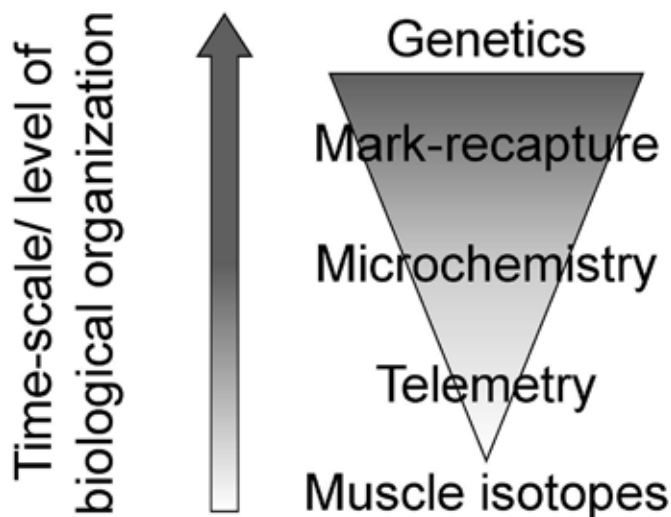 Time-scale/ level of
biological organization
Genetics
Mark-recapture
Microchemistry
Telemetry
Muscle isotopes